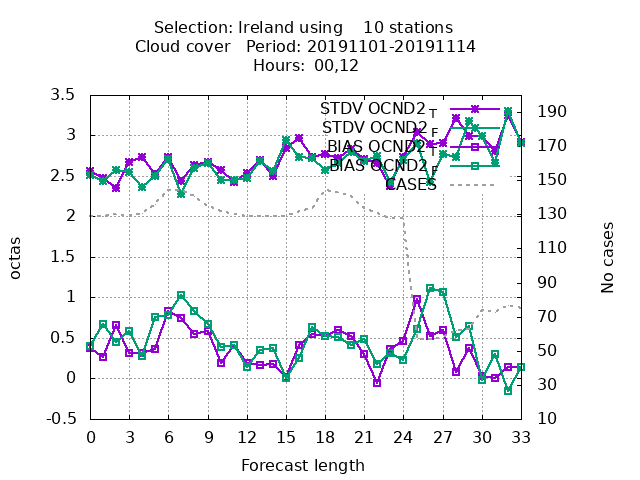 Selection: Ireland using    10 stations
Cloud cover   Period: 20191101-20191114
Hours:  00,12
STDV OCND2 T
STDV OCND2 F
BIAS OCND2 T
BIAS OCND2 F
CASES
3.5
3
2.5
2
1.5
1
0.5
0
-0.5
octas
190
170
150
130
110
90
70
50
30
10
No cases
0 3 6 9 12 15 18 21 24 27 30 33
Forecast length